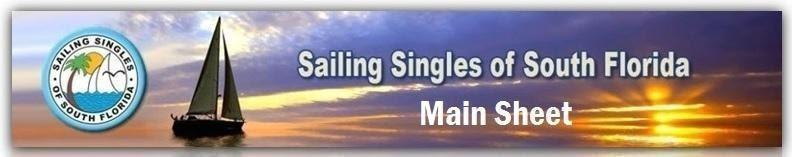 SAILING SINGLES
OF SOUTH FLORIDA
Sailing Singles of South Florida
Main Sheet